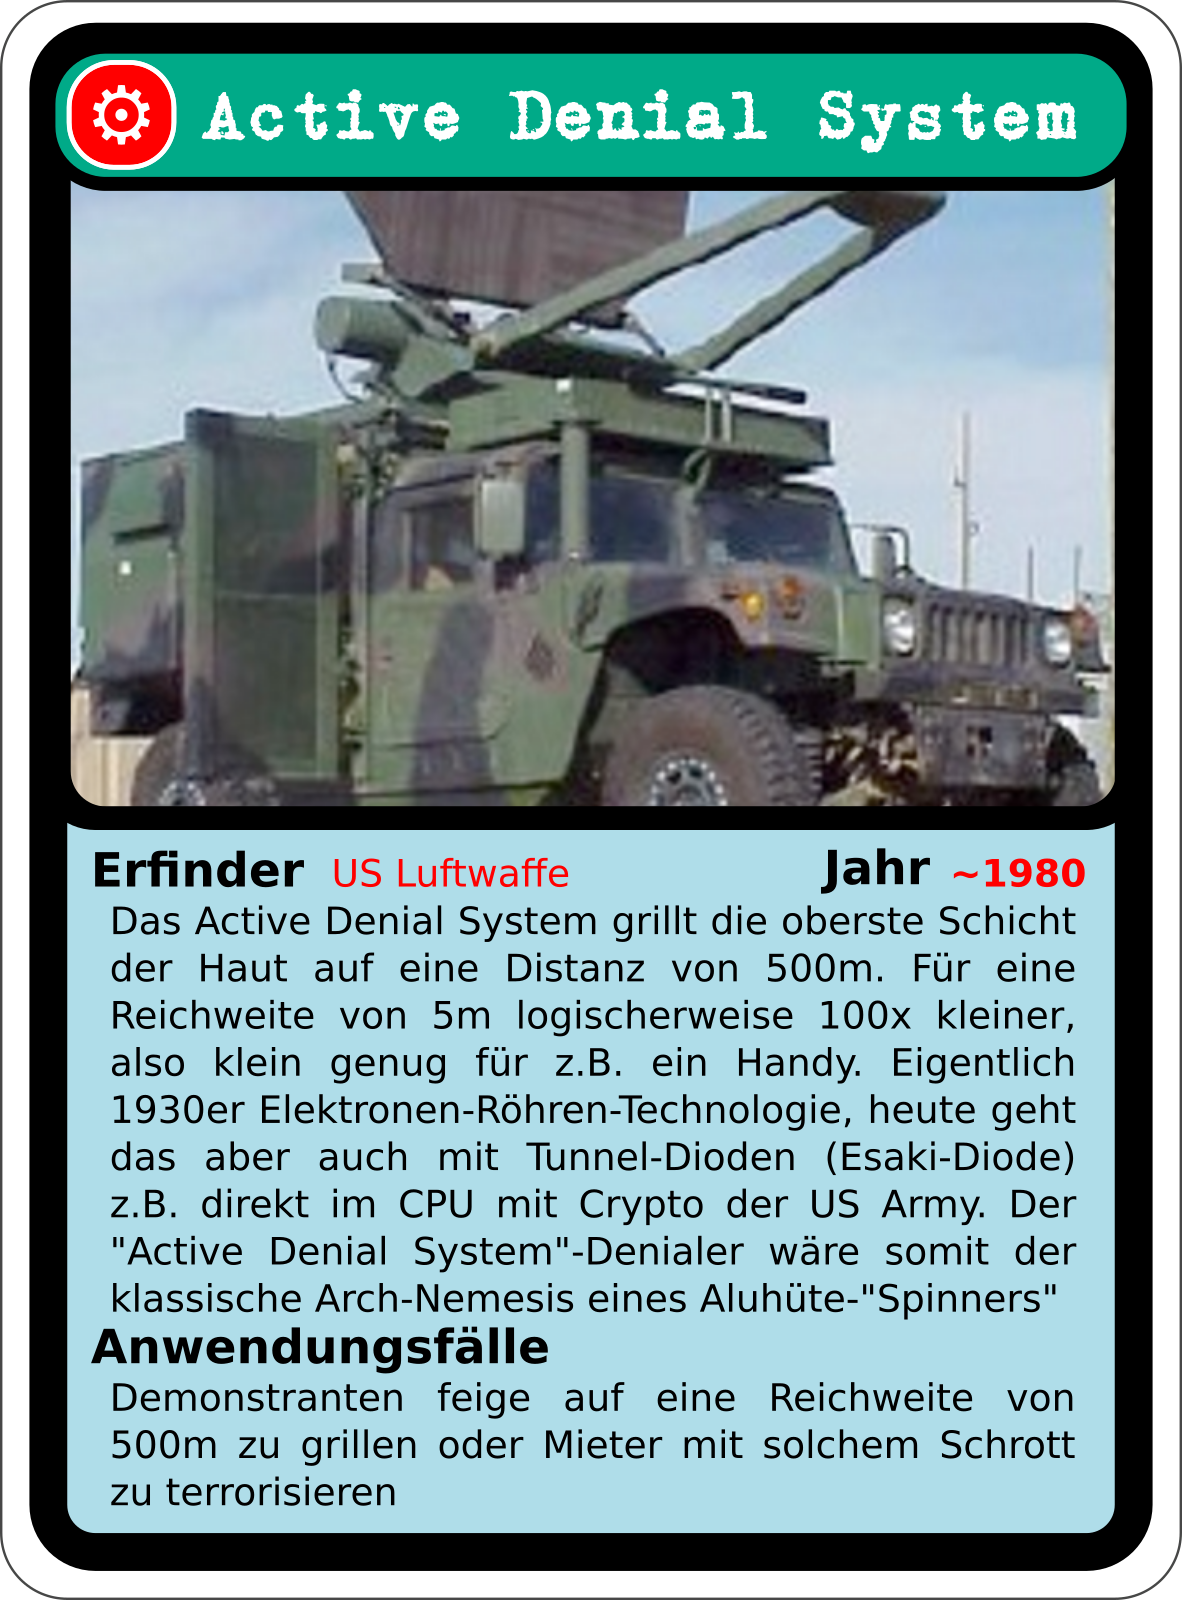 Active Denial System
Erfinder US Luftwaffe Jahr ~1980
Das Active Denial System grillt die oberste Schicht
der Haut auf eine Distanz von 500m. Für eine
Reichweite von 5m logischerweise 100x kleiner,
also klein genug für z.B. ein Handy. Eigentlich
1930er Elektronen-Röhren-Technologie, heute geht
das aber auch mit Tunnel-Dioden (Esaki-Diode)
z.B. direkt im CPU mit Crypto der US Army. Der
"Active Denial System"-Denialer wäre somit der
klassische Arch-Nemesis eines Aluhüte-"Spinners"
Anwendungsfälle
Demonstranten feige auf eine Reichweite von
500m zu grillen oder Mieter mit solchem Schrott
zu terrorisieren